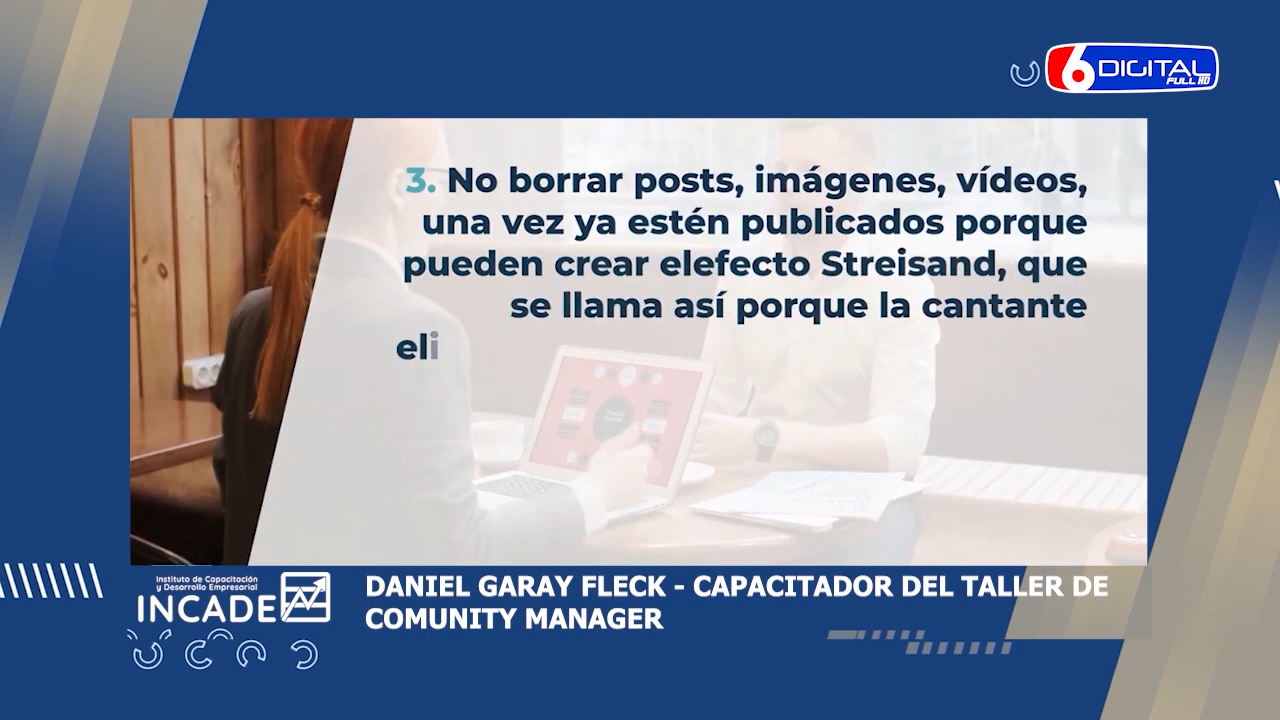 6 DIGITAL
FULL HD
3. No borrar posts, imágenes, vídeos,
una vez ya estén publicados porque
pueden crear elefecto Streisand, que
se llama así porque la cantante
eli
Instituto de Capacitación
y Desarrollo Empresarial
INCADE
DANIEL GARAY FLECK - CAPACITADOR DEL TALLER DE
COMUNITY MANAGER